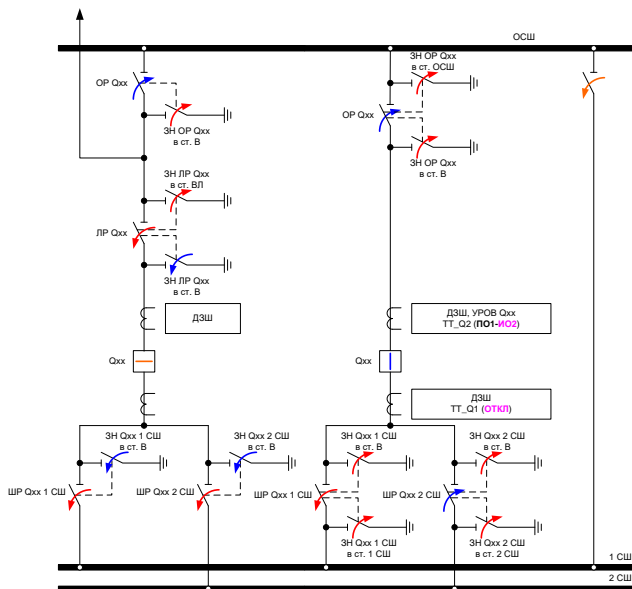 ОСШ
ОР Qxx
ЗН ОР Qxx
в ст. В
ЗН ОР Qxx
в ст. ОСШ
ОР Qxx
ЗН ОР Qxx
в ст. В
ЗН ЛР Qxx
в ст. ВЛ
ЛР Qxx
ЗН ЛР Qxx
в ст. В
ДЗШ
ДЗШ, УРОВ Qxx
ТТ_Q2 (ПО1-ИО2)
Qxx
Qxx
ДЗШ
ТТ_Q1 (ОТКЛ)
ЗН Qxx 1 СШ
в ст. В
ЗН Qxx 2 СШ
в ст. В
ЗН Qxx 1 СШ
в ст. В
ЗН Qxx 2 СШ
в ст. В
ШР Qxx 1 СШ
ШР Qxx 2 СШ
ШР Qxx 1 СШ
ШР Qxx 2 СШ
ЗН Qxx 1 СШ
в ст. 1 СШ
ЗН Qxx 2 СШ
в ст. 2 СШ
1 СШ
2 СШ